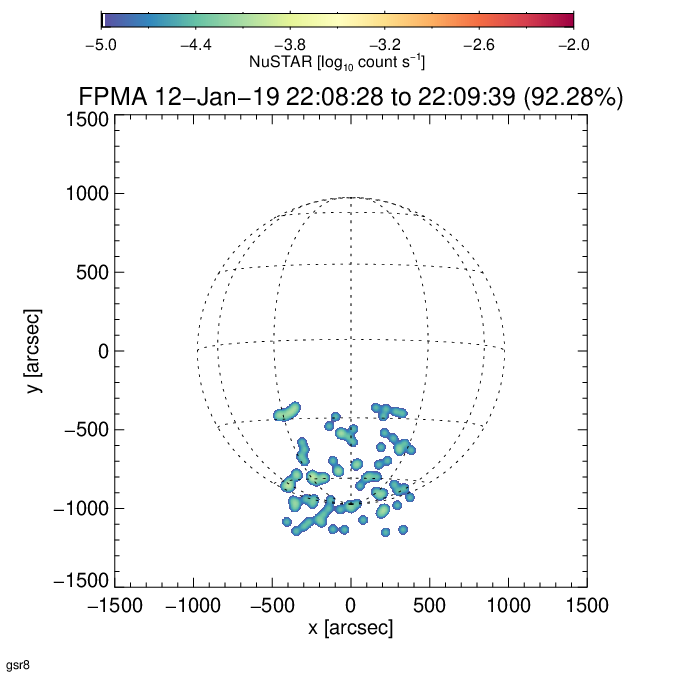 −5.0 −4.4 −3.8 −3.2 −2.6 −2.0
NuSTAR [log₁₀ count s⁻¹]
FPMA 12−Jan−19 22:08:28 to 22:09:39 (92.28%)
1500
1000
500
0
−500
−1000
−1500
y [arcsec]
−1500 −1000 −500 0 500 1000 1500
x [arcsec]
gsr8